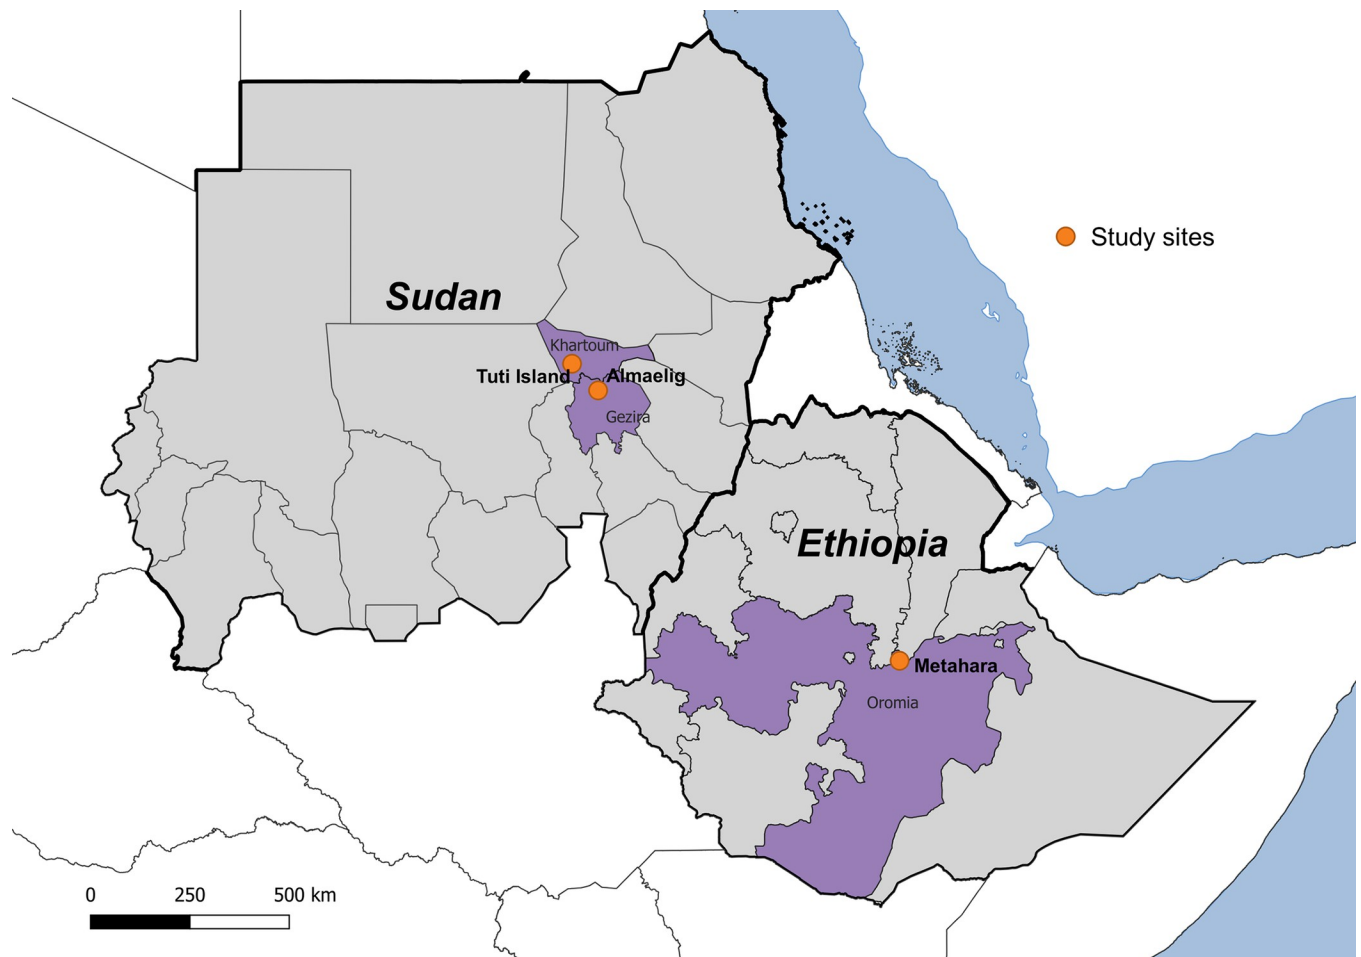 Study sites
Sudan
Khartoum
Tuti Island
Almaelig
Gezira
Ethiopia
Metahara
Oromia
0 250 500 km